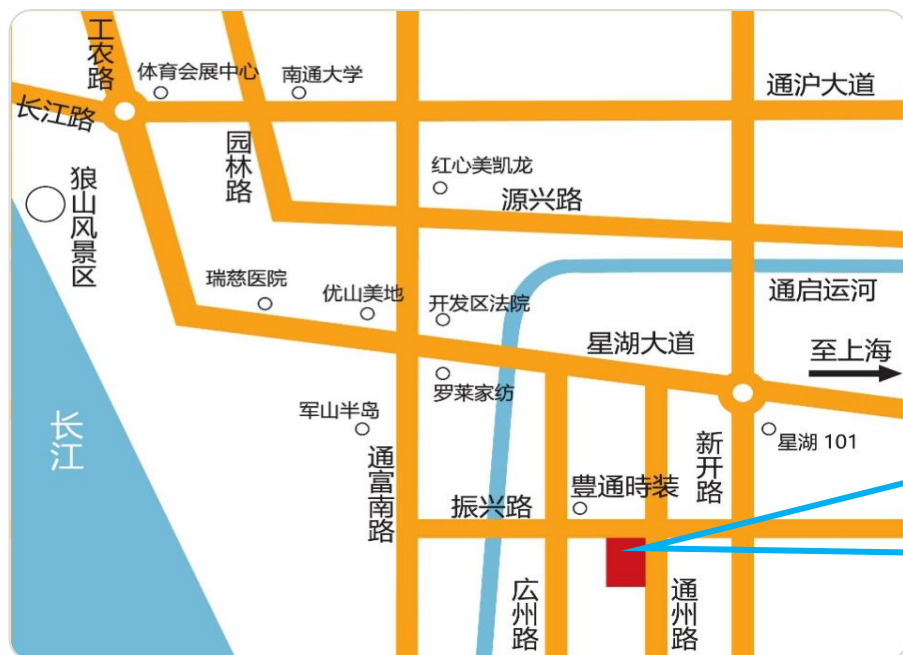 工农路
体育会展中心
南通大学
通沪大道
长江路
园林路
红心美凯龙
源兴路
狼山风景区
瑞慈医院
优山美地
开发区法院
通启运河
星湖大道
至上海
罗莱家纺
军山半岛
长江
通富南路
新开路
星湖 101
豊通時装
振兴路
広州路
通州路